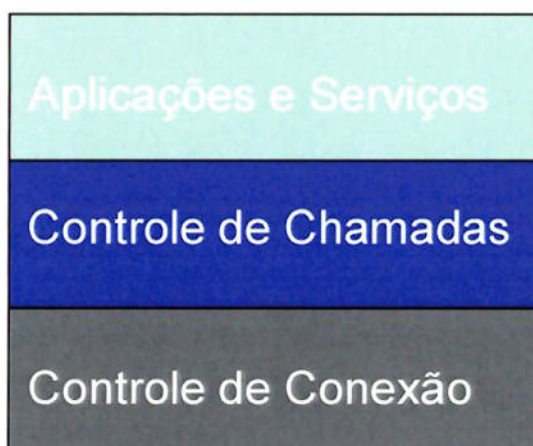 Aplicações e Serviços
Controle de Chamadas
Controle de Conexão